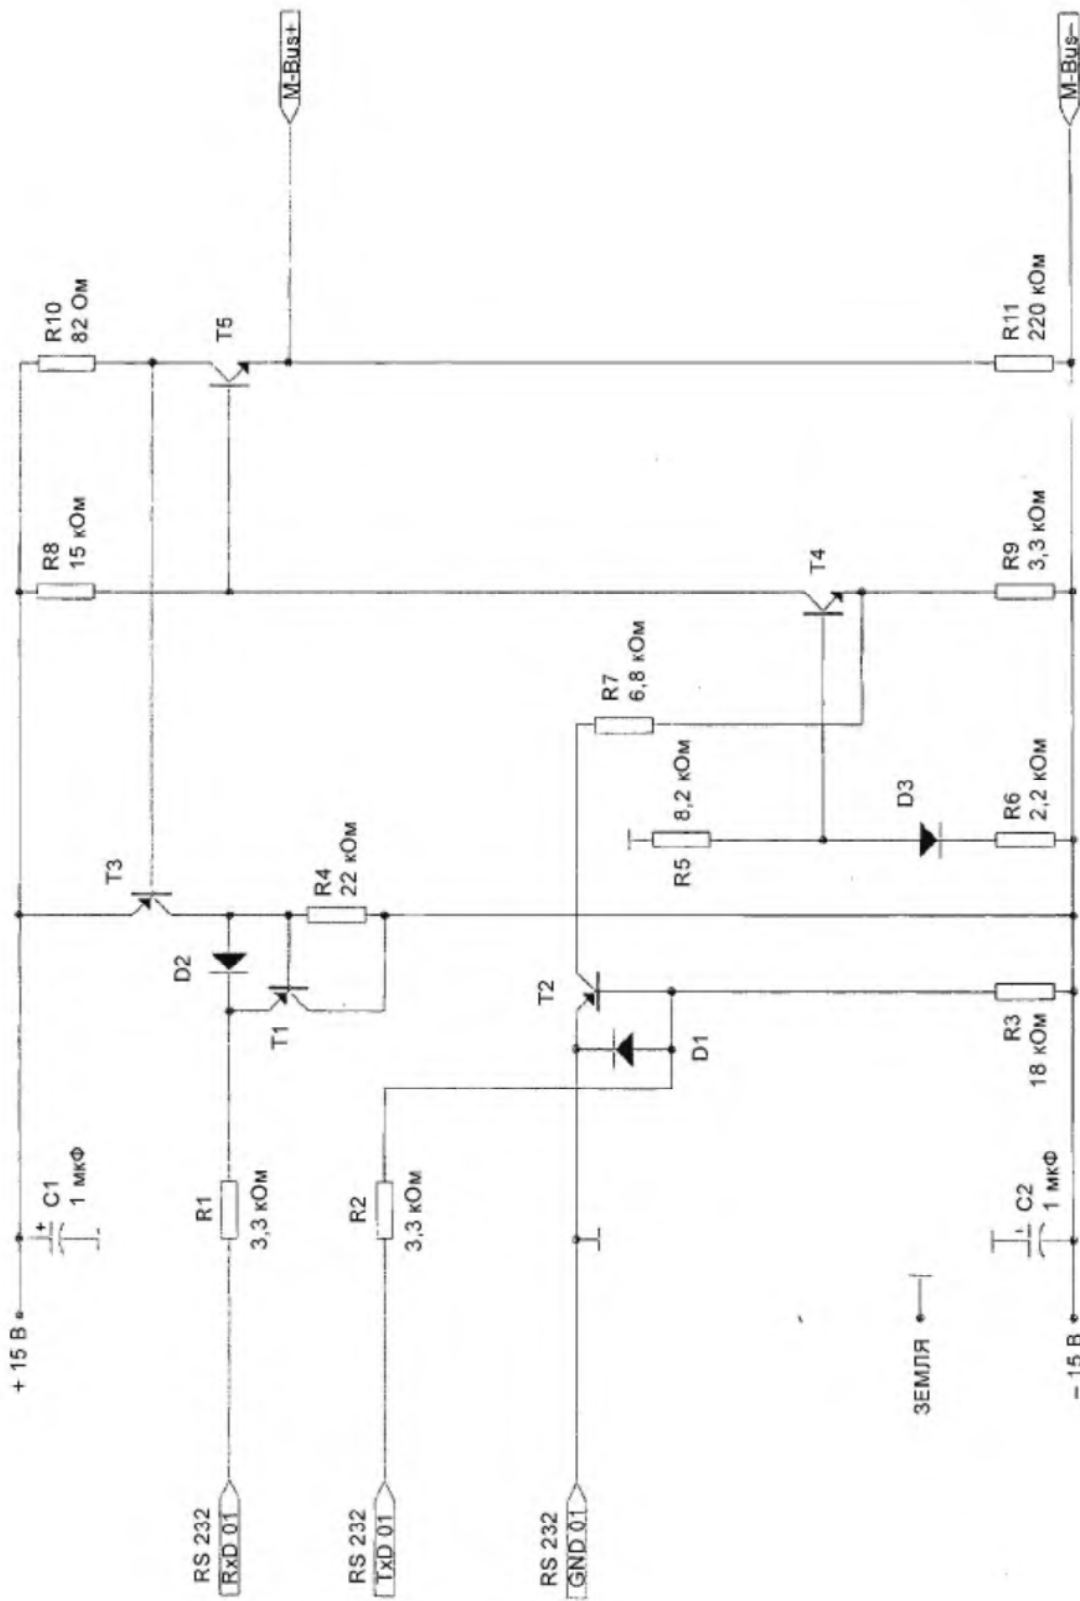 + 15 В
C1
+
1 мкФ
RS 232
RxD 01
R1
3,3 кОм
D2
T1
T3
R4
22 кОм
R8
15 кОм
R10
82 Ом
T5
M-Bus+
RS 232
TxD 01
R2
3,3 кОм
RS 232
GND 01
D1
T2
R5
8,2 кОм
R7
6,8 кОм
T4
D3
ЗЕМЛЯ
– 15 В
C2
1 мкФ
R3
18 кОм
R6
2,2 кОм
R9
3,3 кОм
R11
220 кОм
M-Bus–